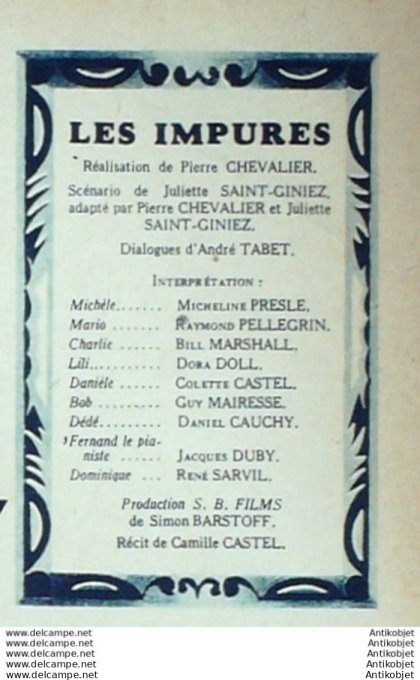 LES IMPURES
Réalisation de Pierre CHEVALIER.
Scénario de Juliette SAINT-GINIEZ,
adapté par Pierre CHEVALIER et Juliette
SAINT-GINIEZ.
Dialogues d'André TABET.
INTERPRÉTATION :
Michèle....... MICHELINE PRESLE.
Mario ........ RAYMOND PELLEGRIN.
Charlie ...... BILL MARSHALL.
Lili.......... DORA DOLL.
Danièle ...... COLETTE CASTEL.
Bob .......... GUY MAIRESSE.
Dédé.......... DANIEL CAUCHY.
Fernand le pia-
niste ...... JACQUES DUBY.
Dominique ... RENÉ SARVIL.
Production S. B. FILMS
de Simon BARSTOFF.
Récit de Camille CASTEL.
www.delcampe.net Antikobjet
www.delcampe.net Antikobjet
www.delcampe.net Antikobjet
www.delcampe.net Antikobjet